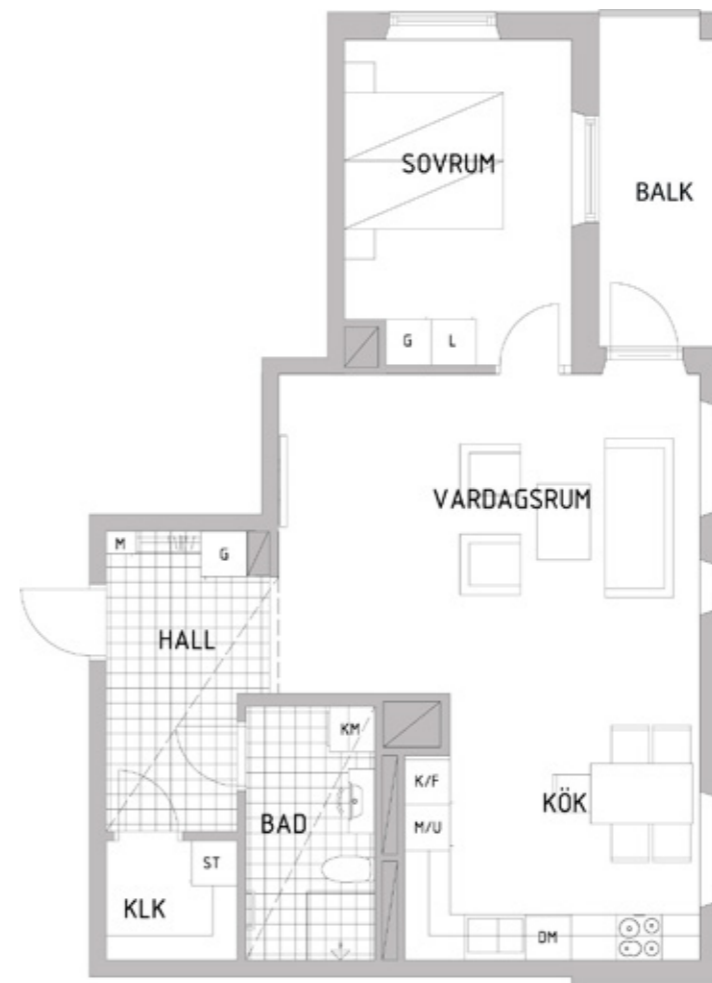 SOVRUM
BALK
G L
VARDAGSRUM
M G
HALL
KM
K/F
KÖK
BAD
M/U
ST
KLK
DM